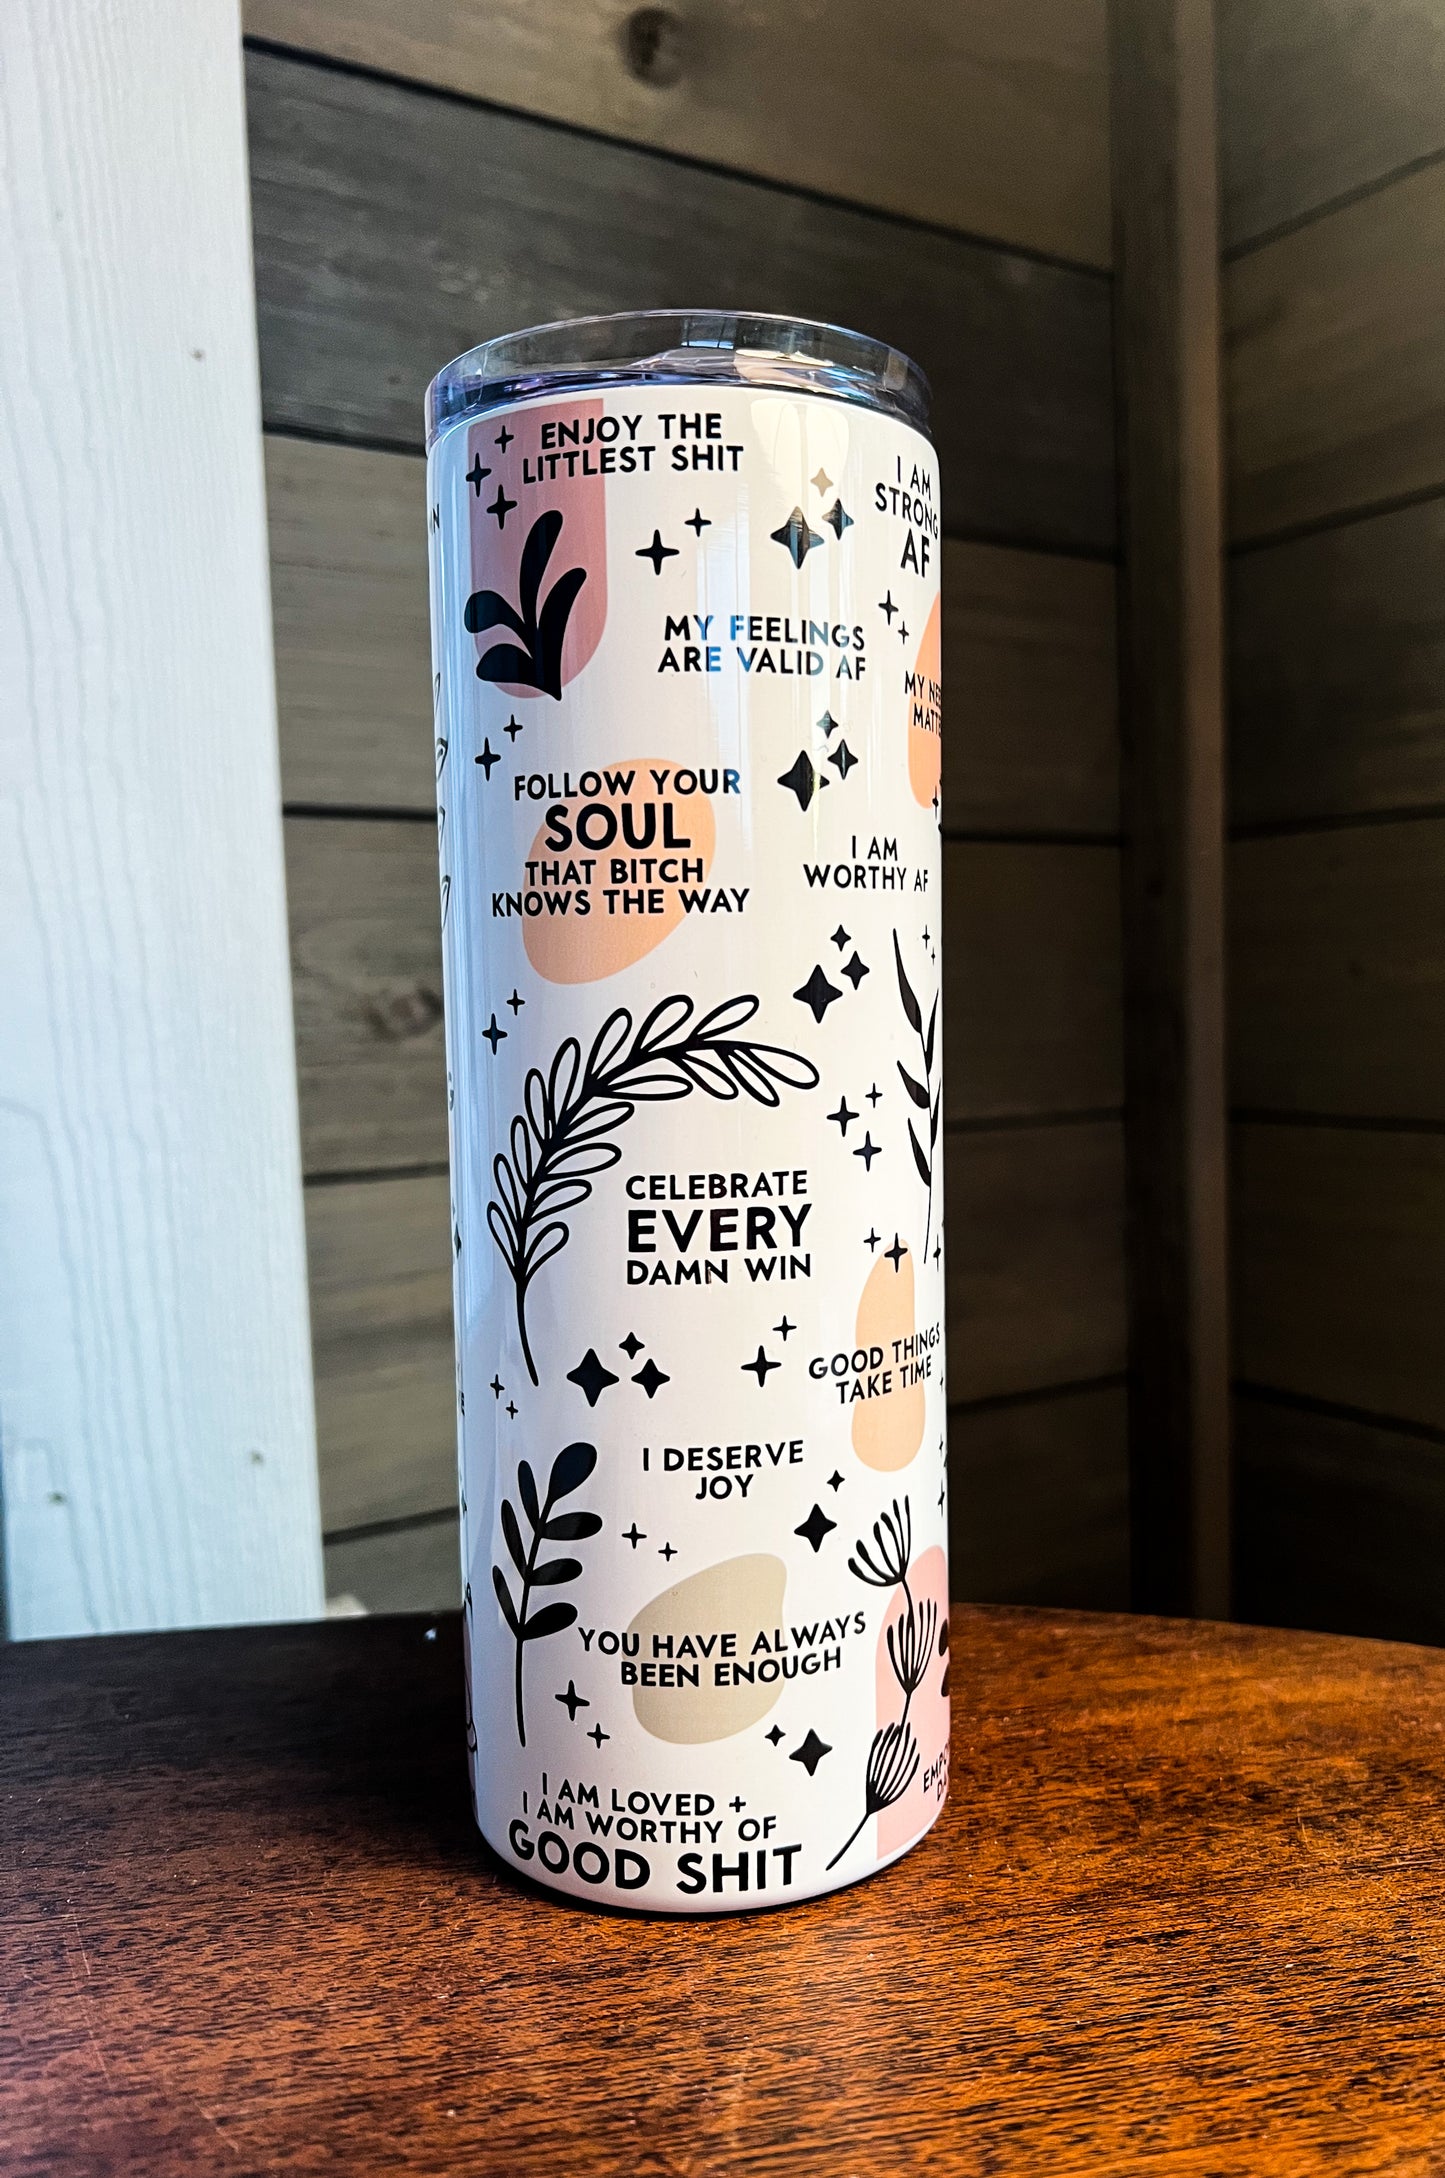 ENJOY THE
LITTLEST SHIT
I AM
STRONG
AF
MY FEELINGS
ARE VALID AF
MY
FOLLOW YOUR
SOUL
THAT BITCH
KNOWS THE WAY
I AM
WORTHY AF
CELEBRATE
EVERY
DAMN WIN
GOOD THINGS
TAKE TIME
I DESERVE
JOY
YOU HAVE ALWAYS
BEEN ENOUGH
I AM LOVED +
I AM WORTHY OF
GOOD SHIT